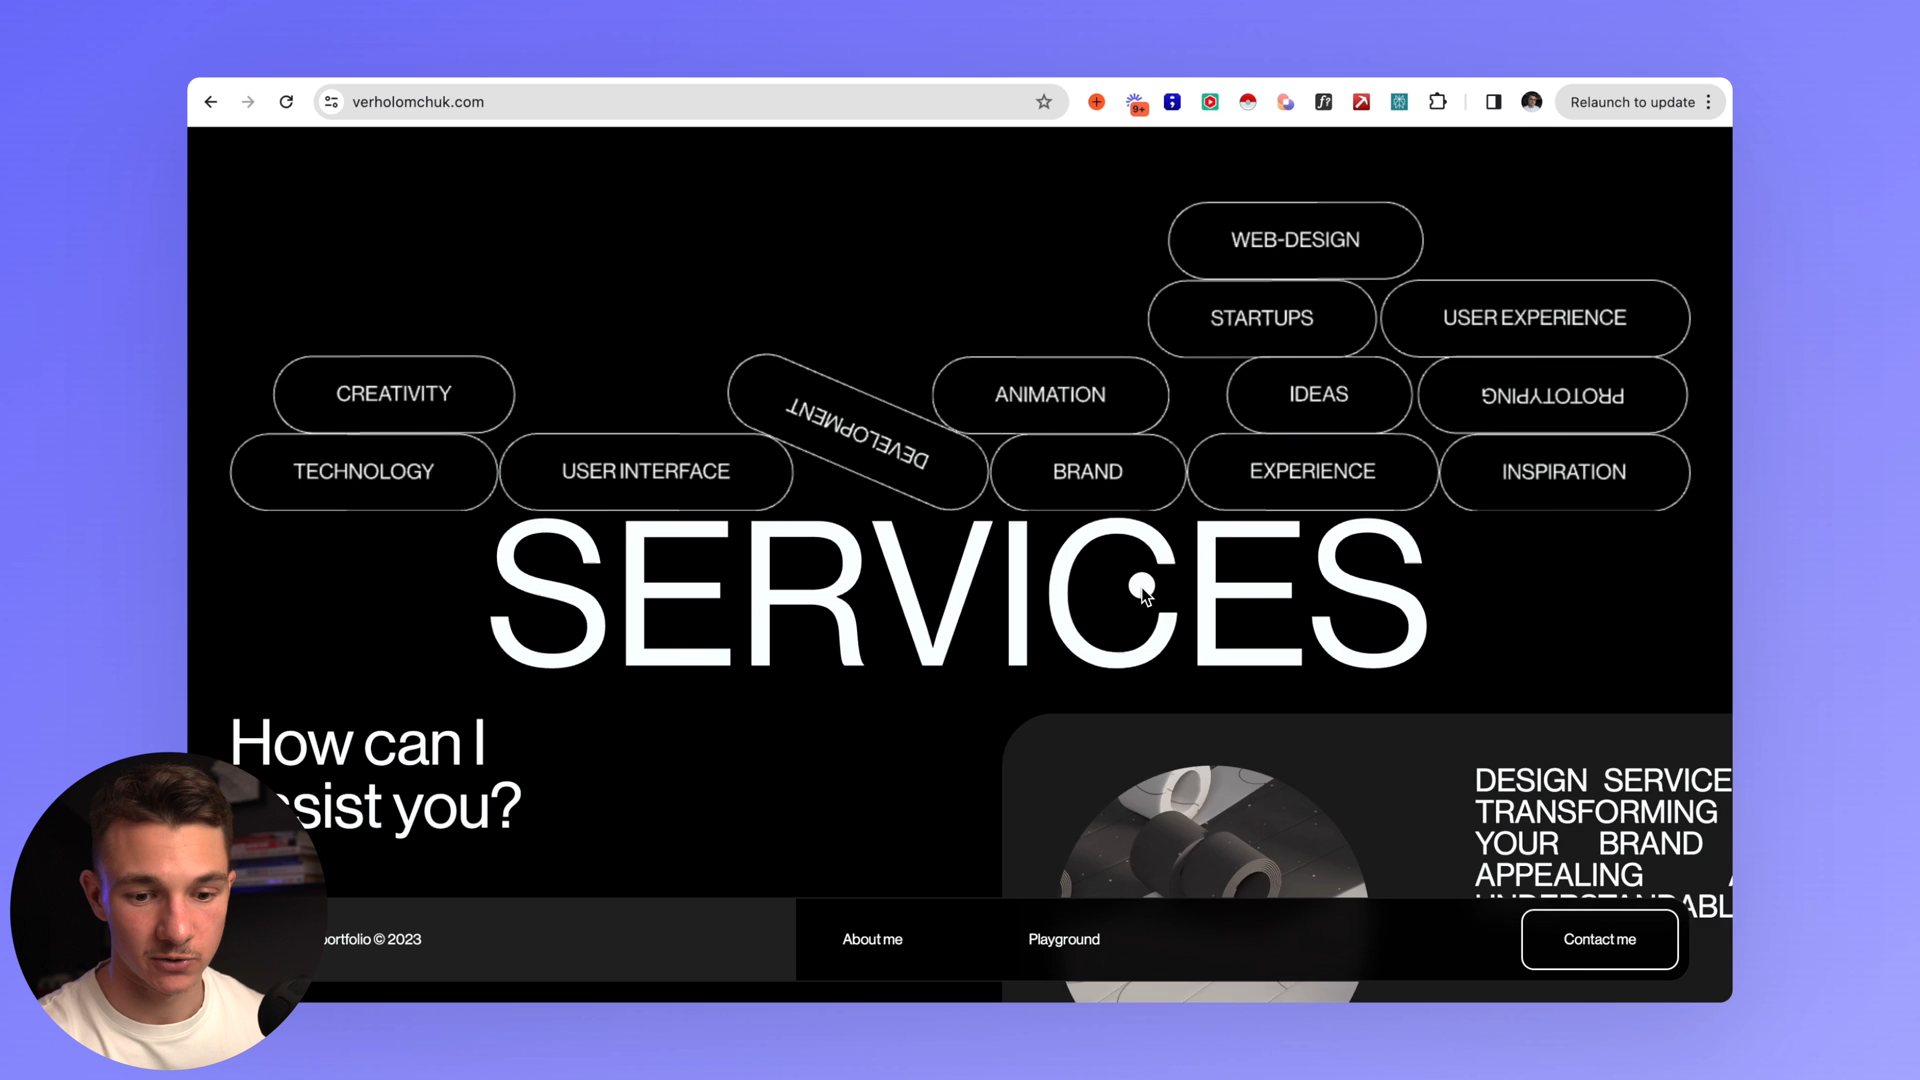 verholomchuk.com
9+
f?
Relaunch to update
WEB-DESIGN
STARTUPS
USER EXPERIENCE
CREATIVITY
DEVELOPMENT
ANIMATION
IDEAS
PROTOTYPING
TECHNOLOGY
USER INTERFACE
BRAND
EXPERIENCE
INSPIRATION
SERVICES
How can I
sist you?
DESIGN SERVICE
TRANSFORMING
YOUR BRAND
APPEALING
ortfolio © 2023
About me
Playground
Contact me